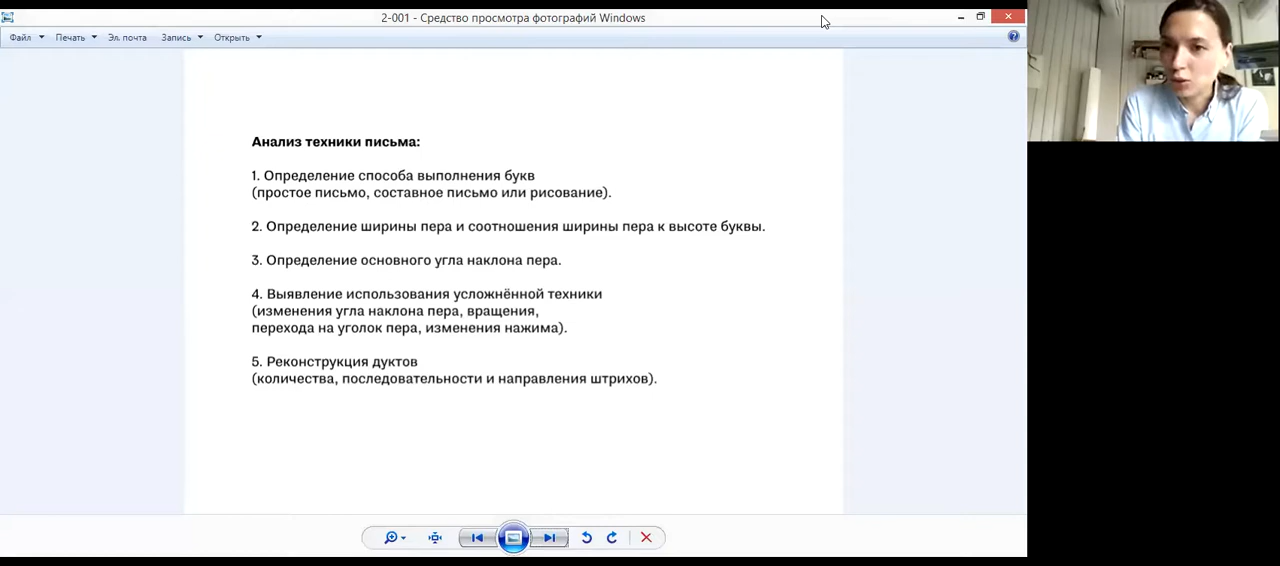 2-001 - Средство просмотра фотографий Windows
Файл Печать Эл. почта Запись Открыть
Анализ техники письма:
1. Определение способа выполнения букв
(простое письмо, составное письмо или рисование).
2. Определение ширины пера и соотношения ширины пера к высоте буквы.
3. Определение основного угла наклона пера.
4. Выявление использования усложнённой техники
(изменения угла наклона пера, вращения,
перехода на уголок пера, изменения нажима).
5. Реконструкция дуктов
(количества, последовательности и направления штрихов).